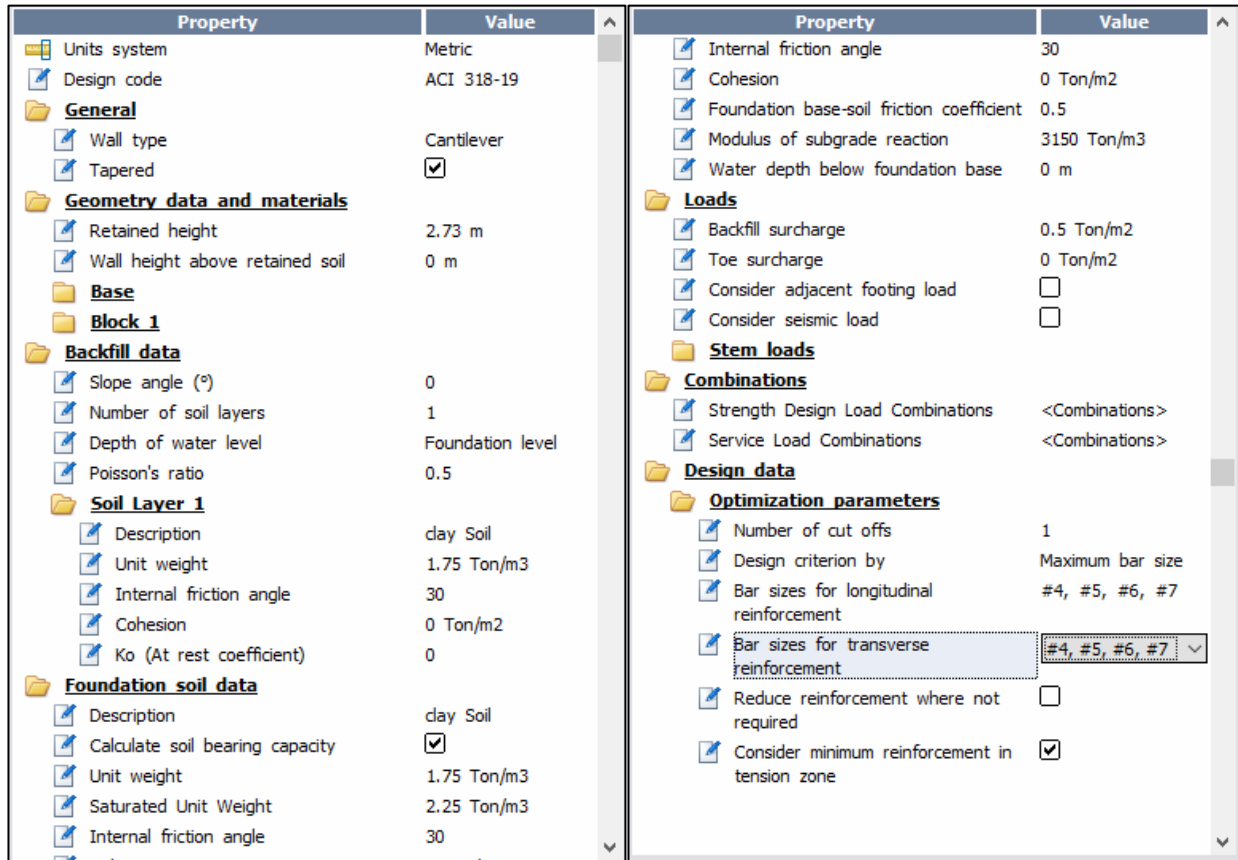 Property Value
Units system Metric
Design code ACI 318-19
General
Wall type Cantilever
Tapered
Geometry data and materials
Retained height 2.73 m
Wall height above retained soil 0 m
Base
Block 1
Backfill data
Slope angle (º) 0
Number of soil layers 1
Depth of water level Foundation level
Poisson's ratio 0.5
Soil Layer 1
Description clay Soil
Unit weight 1.75 Ton/m3
Internal friction angle 30
Cohesion 0 Ton/m2
Ko (At rest coefficient) 0
Foundation soil data
Description clay Soil
Calculate soil bearing capacity
Unit weight 1.75 Ton/m3
Saturated Unit Weight 2.25 Ton/m3
Internal friction angle 30
Property Value
Internal friction angle 30
Cohesion 0 Ton/m2
Foundation base-soil friction coefficient 0.5
Modulus of subgrade reaction 3150 Ton/m3
Water depth below foundation base 0 m
Loads
Backfill surcharge 0.5 Ton/m2
Toe surcharge 0 Ton/m2
Consider adjacent footing load
Consider seismic load
Stem loads
Combinations
Strength Design Load Combinations <Combinations>
Service Load Combinations <Combinations>
Design data
Optimization parameters
Number of cut offs 1
Design criterion by Maximum bar size
Bar sizes for longitudinal #4, #5, #6, #7
reinforcement
Bar sizes for transverse #4, #5, #6, #7
reinforcement
Reduce reinforcement where not
required
Consider minimum reinforcement in
tension zone